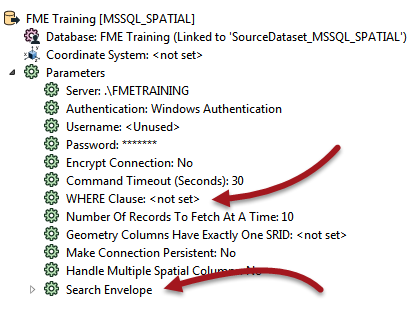 FME Training [MSSQL_SPATIAL]
Database: FME Training (Linked to 'SourceDataset_MSSQL_SPATIAL')
Coordinate System: <not set>
Parameters
Server: .\FMETRAINING
Authentication: Windows Authentication
Username: <Unused>
Password: *******
Encrypt Connection: No
Command Timeout (Seconds): 30
WHERE Clause: <not set>
Number Of Records To Fetch At A Time: 10
Geometry Columns Have Exactly One SRID: <not set>
Make Connection Persistent: No
Handle Multiple Spatial Columns: No
Search Envelope